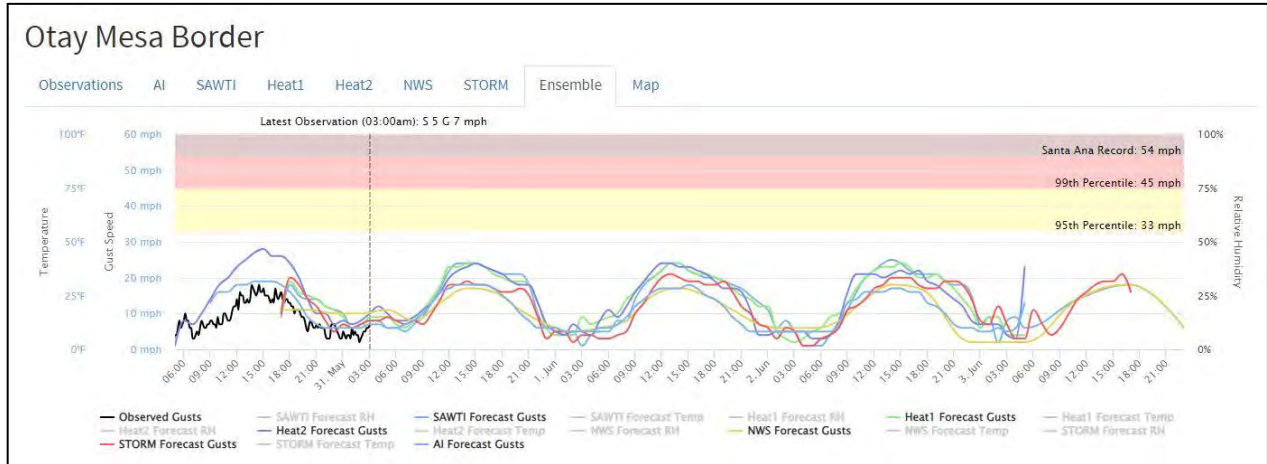 Otay Mesa Border
Observations AI SAWTI Heat1 Heat2 NWS STORM Ensemble Map
Latest Observation (03:00am): S 5 G 7 mph
100°F 60 mph 100%
Santa Ana Record: 54 mph
50 mph
75°F 99th Percentile: 45 mph 75%
40 mph
95th Percentile: 33 mph
50°F 30 mph 50%
20 mph
25°F 25%
10 mph
0°F 0 mph 0%
Temperature
Gust Speed
Relative Humidity
06:00 09:00 12:00 15:00 18:00 21:00 31. May 03:00 06:00 09:00 12:00 15:00 18:00 21:00 1. Jun 03:00 06:00 09:00 12:00 15:00 18:00 21:00 2. Jun 03:00 06:00 09:00 12:00 15:00 18:00 21:00 3. Jun 03:00 06:00 09:00 12:00 15:00 18:00 21:00
Observed Gusts SAWTI Forecast RH SAWTI Forecast Gusts SAWTI Forecast Temp Heat1 Forecast RH Heat1 Forecast Gusts Heat1 Forecast Temp
Heat2 Forecast RH Heat2 Forecast Gusts Heat2 Forecast Temp NWS Forecast RH NWS Forecast Gusts NWS Forecast Temp STORM Forecast RH
STORM Forecast Gusts STORM Forecast Temp AI Forecast Gusts